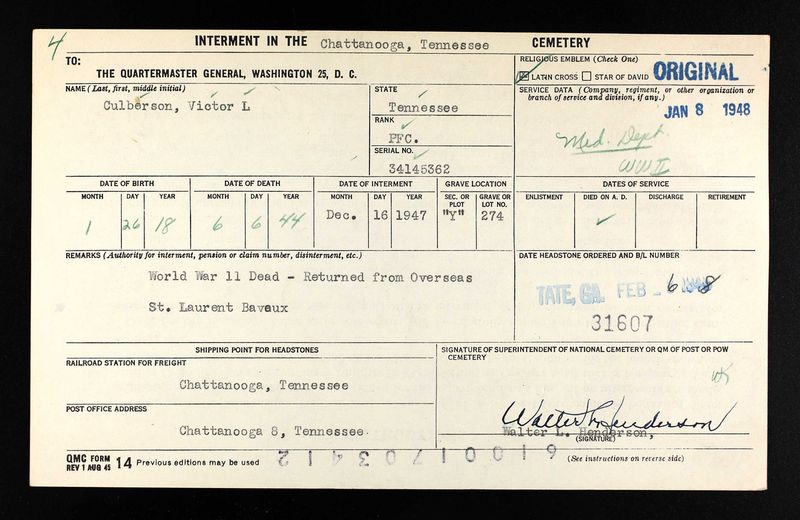 4
INTERMENT IN THE Chattanooga, Tennessee CEMETERY
TO:
THE QUARTERMASTER GENERAL, WASHINGTON 25, D. C.
RELIGIOUS EMBLEM (Check One)
LATIN CROSS STAR OF DAVID
ORIGINAL
NAME (Last, first, middle initial)
Culberson, Victor L
STATE
Tennessee
RANK
PFC.
SERIAL NO.
34145362
SERVICE DATA (Company, regiment, or other organization or
branch of service and division, if any.)
JAN 8 1948
Med. Dept.
WW II
DATE OF BIRTH DATE OF DEATH DATE OF INTERMENT GRAVE LOCATION DATES OF SERVICE
MONTH DAY YEAR MONTH DAY YEAR MONTH DAY YEAR SEC. OR PLOT GRAVE OR LOT NO. ENLISTMENT DIED ON A. D. DISCHARGE RETIREMENT
1 26 18 6 6 44 Dec. 16 1947 "Y" 274
REMARKS (Authority for interment, pension or claim number, disinterment, etc.)
World War 11 Dead - Returned from Overseas
St. Laurent Baveux
DATE HEADSTONE ORDERED AND B/L NUMBER
TATE, GA. FEB 6
31607
SHIPPING POINT FOR HEADSTONES
RAILROAD STATION FOR FREIGHT
Chattanooga, Tennessee
POST OFFICE ADDRESS
Chattanooga 8, Tennessee
SIGNATURE OF SUPERINTENDENT OF NATIONAL CEMETERY OR QM OF POST OR POW
CEMETERY
Walter L. Henderson
Walter L. Henderson,
(SIGNATURE)
QMC FORM
REV 1 AUG 45 14 Previous editions may be used
61001703412
(See instructions on reverse side)